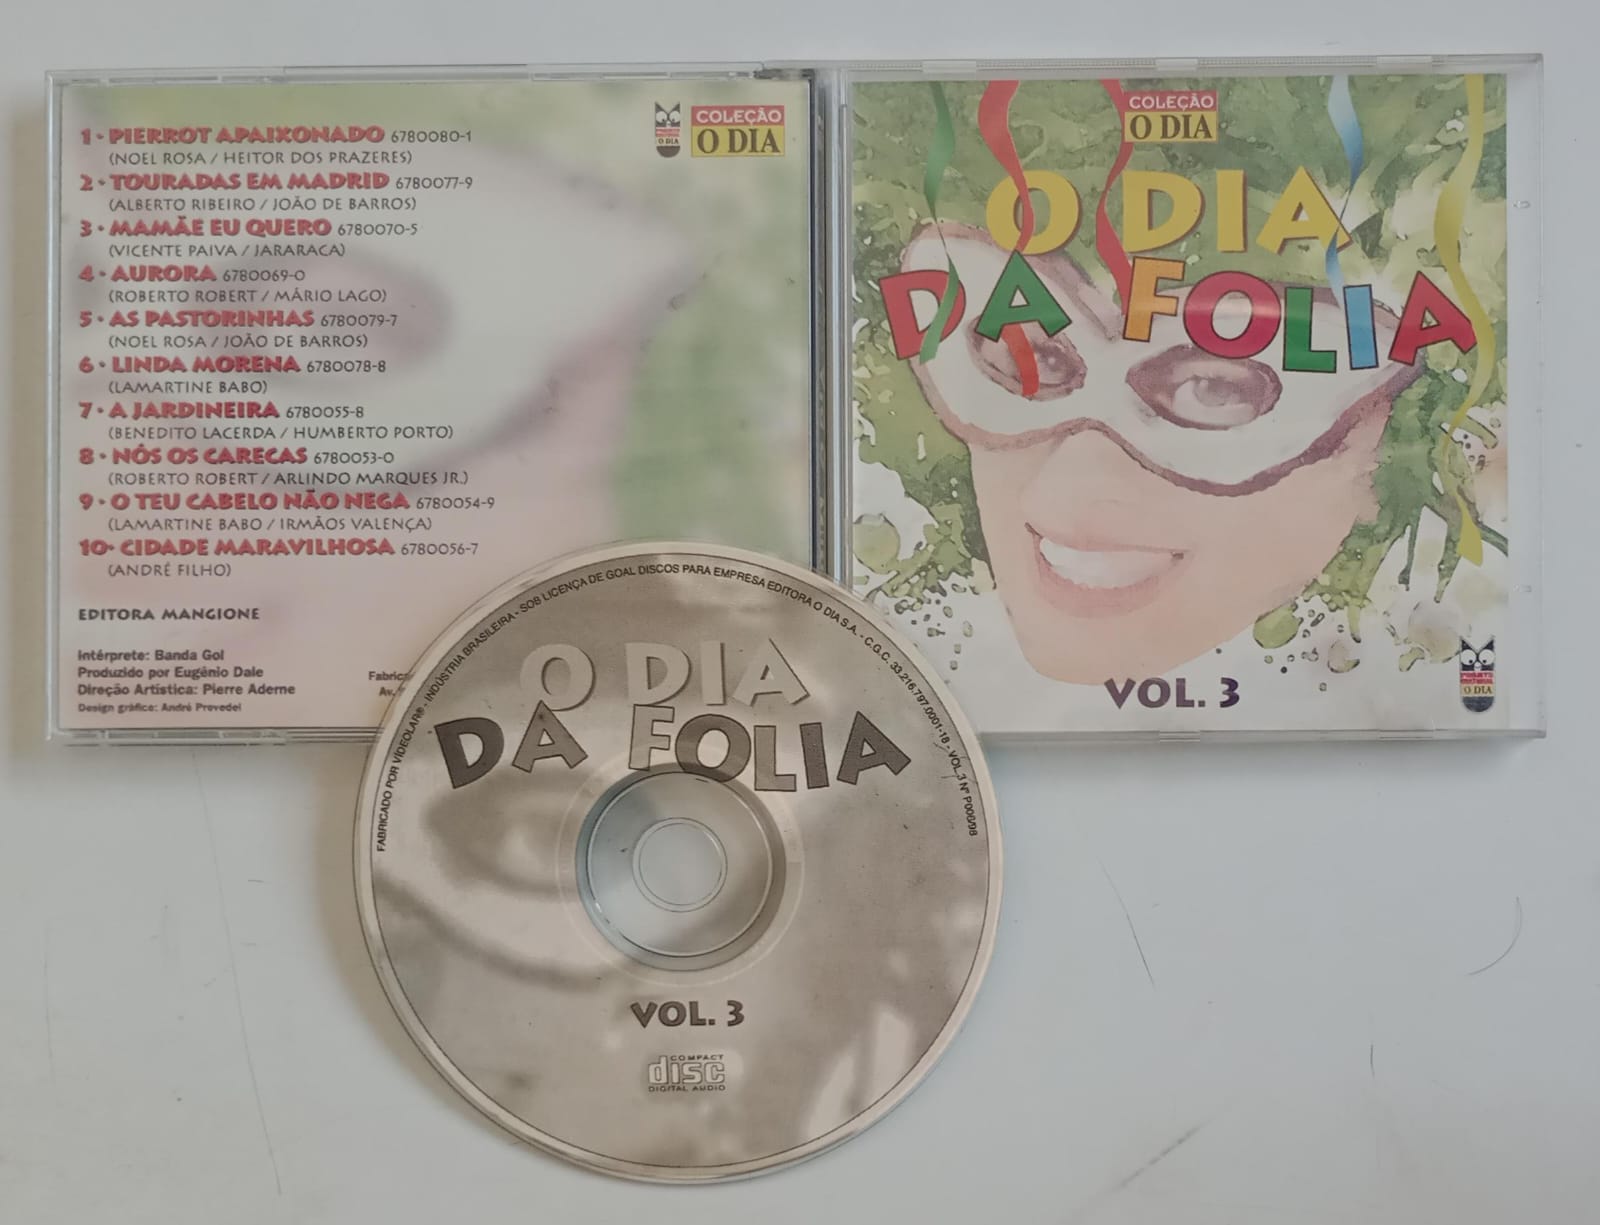 1 • PIERROT APAIXONADO 6780080-1
(NOEL ROSA / HEITOR DOS PRAZERES)
2 • TOURADAS EM MADRID 6780077-9
(ALBERTO RIBEIRO / JOÃO DE BARROS)
3 • MAMÃE EU QUERO 6780070-5
(VICENTE PAIVA / JARARACA)
4 • AURORA 6780069-0
(ROBERTO ROBERT / MÁRIO LAGO)
5 • AS PASTORINHAS 6780079-7
(NOEL ROSA / JOÃO DE BARROS)
6 • LINDA MORENA 6780078-8
(LAMARTINE BABO)
7 • A JARDINEIRA 6780055-8
(BENEDITO LACERDA / HUMBERTO PORTO)
8 • NÓS OS CARECAS 6780053-0
(ROBERTO ROBERT / ARLINDO MARQUES JR.)
9 • O TEU CABELO NÃO NEGA 6780054-9
(LAMARTINE BABO / IRMÃOS VALENÇA)
10• CIDADE MARAVILHOSA 6780056-7
(ANDRÉ FILHO)
EDITORA MANGIONE
Intérprete: Banda Gol
Produzido por Eugênio Dale
Direção Artística: Pierre Aderne
Design gráfico: André Provedel
Av.
O DIA
COLEÇÃO
O DIA
COLEÇÃO
O DIA
O DIA
DA FOLIA
VOL. 3
O DIA
FABRICADO POR VIDEOLAR® - INDÚSTRIA BRASILEIRA - SOB LICENÇA DE GOAL DISCOS PARA EMPRESA EDITORA O DIA S.A. - C.G.C. 33.216.797.0001-18 - VOL.3 Nº P006/98
O DIA
DA FOLIA
VOL. 3
COMPACT
disc
DIGITAL AUDIO